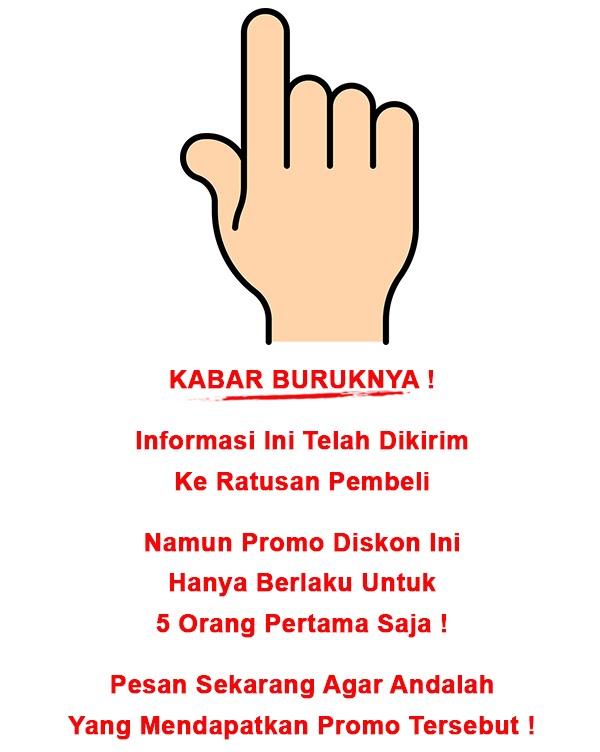 KABAR BURUKNYA !
Informasi Ini Telah Dikirim
Ke Ratusan Pembeli
Namun Promo Diskon Ini
Hanya Berlaku Untuk
5 Orang Pertama Saja !
Pesan Sekarang Agar Andalah
Yang Mendapatkan Promo Tersebut !